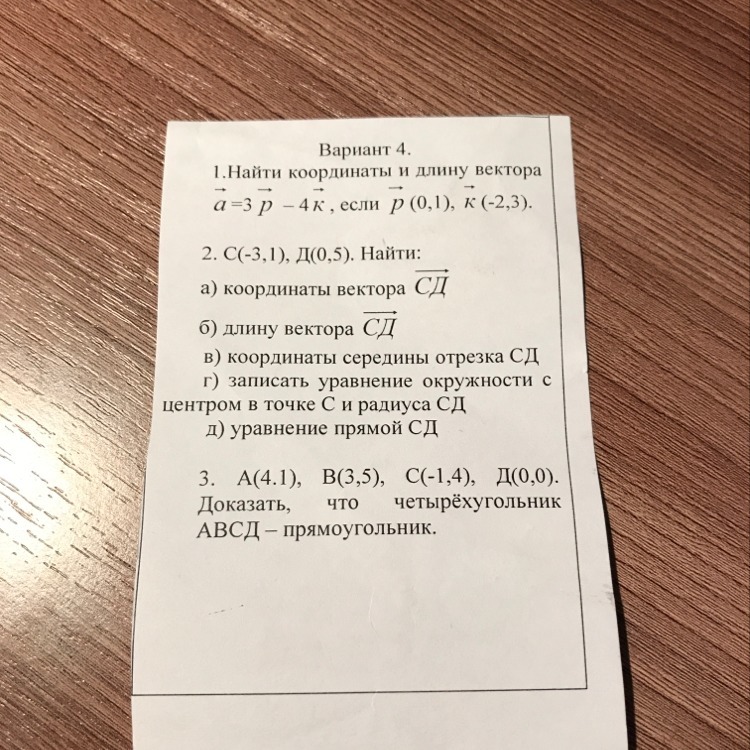 Вариант 4.
1.Найти координаты и длину вектора
a =3 p – 4 к , если p (0,1), к (-2,3).
2. С(-3,1), Д(0,5). Найти:
а) координаты вектора СД
б) длину вектора СД
в) координаты середины отрезка СД
г) записать уравнение окружности с
центром в точке С и радиуса СД
д) уравнение прямой СД
3. А(4.1), В(3,5), С(-1,4), Д(0,0).
Доказать, что четырёхугольник
АВСД – прямоугольник.